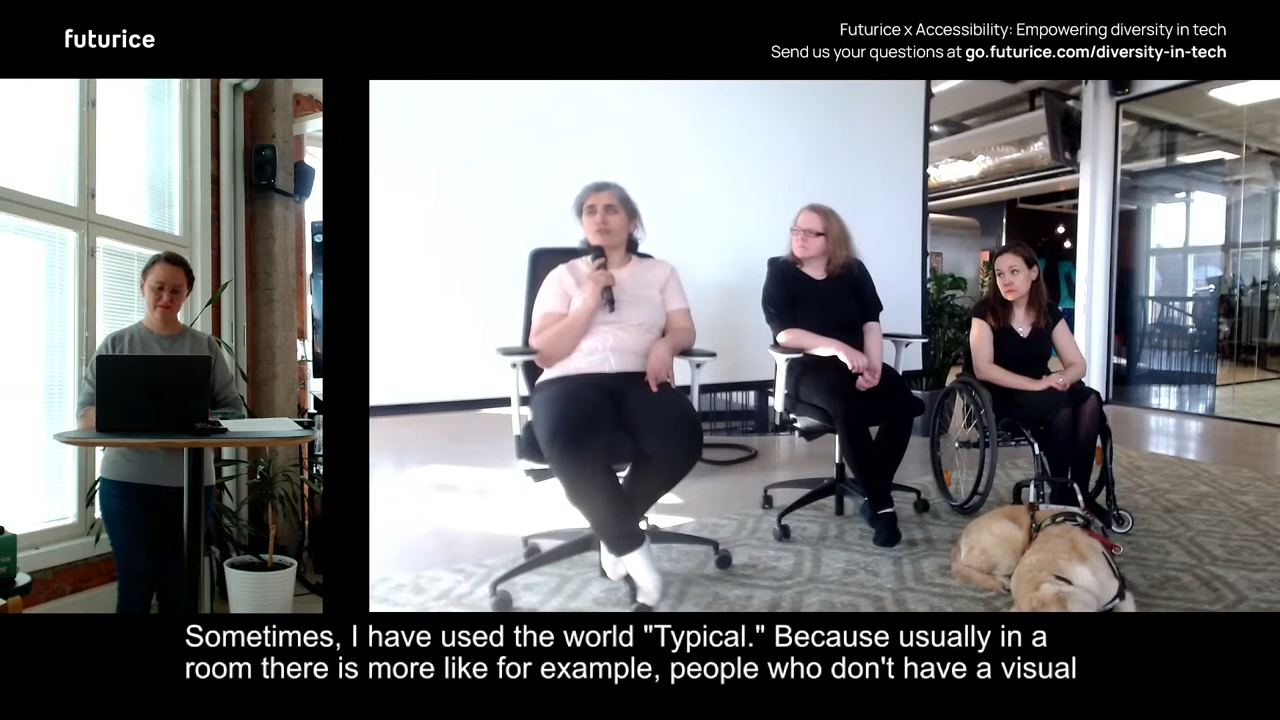 futurice
Futurice x Accessibility: Empowering diversity in tech
Send us your questions at go.futurice.com/diversity-in-tech
Sometimes, I have used the world "Typical." Because usually in a
room there is more like for example, people who don't have a visual